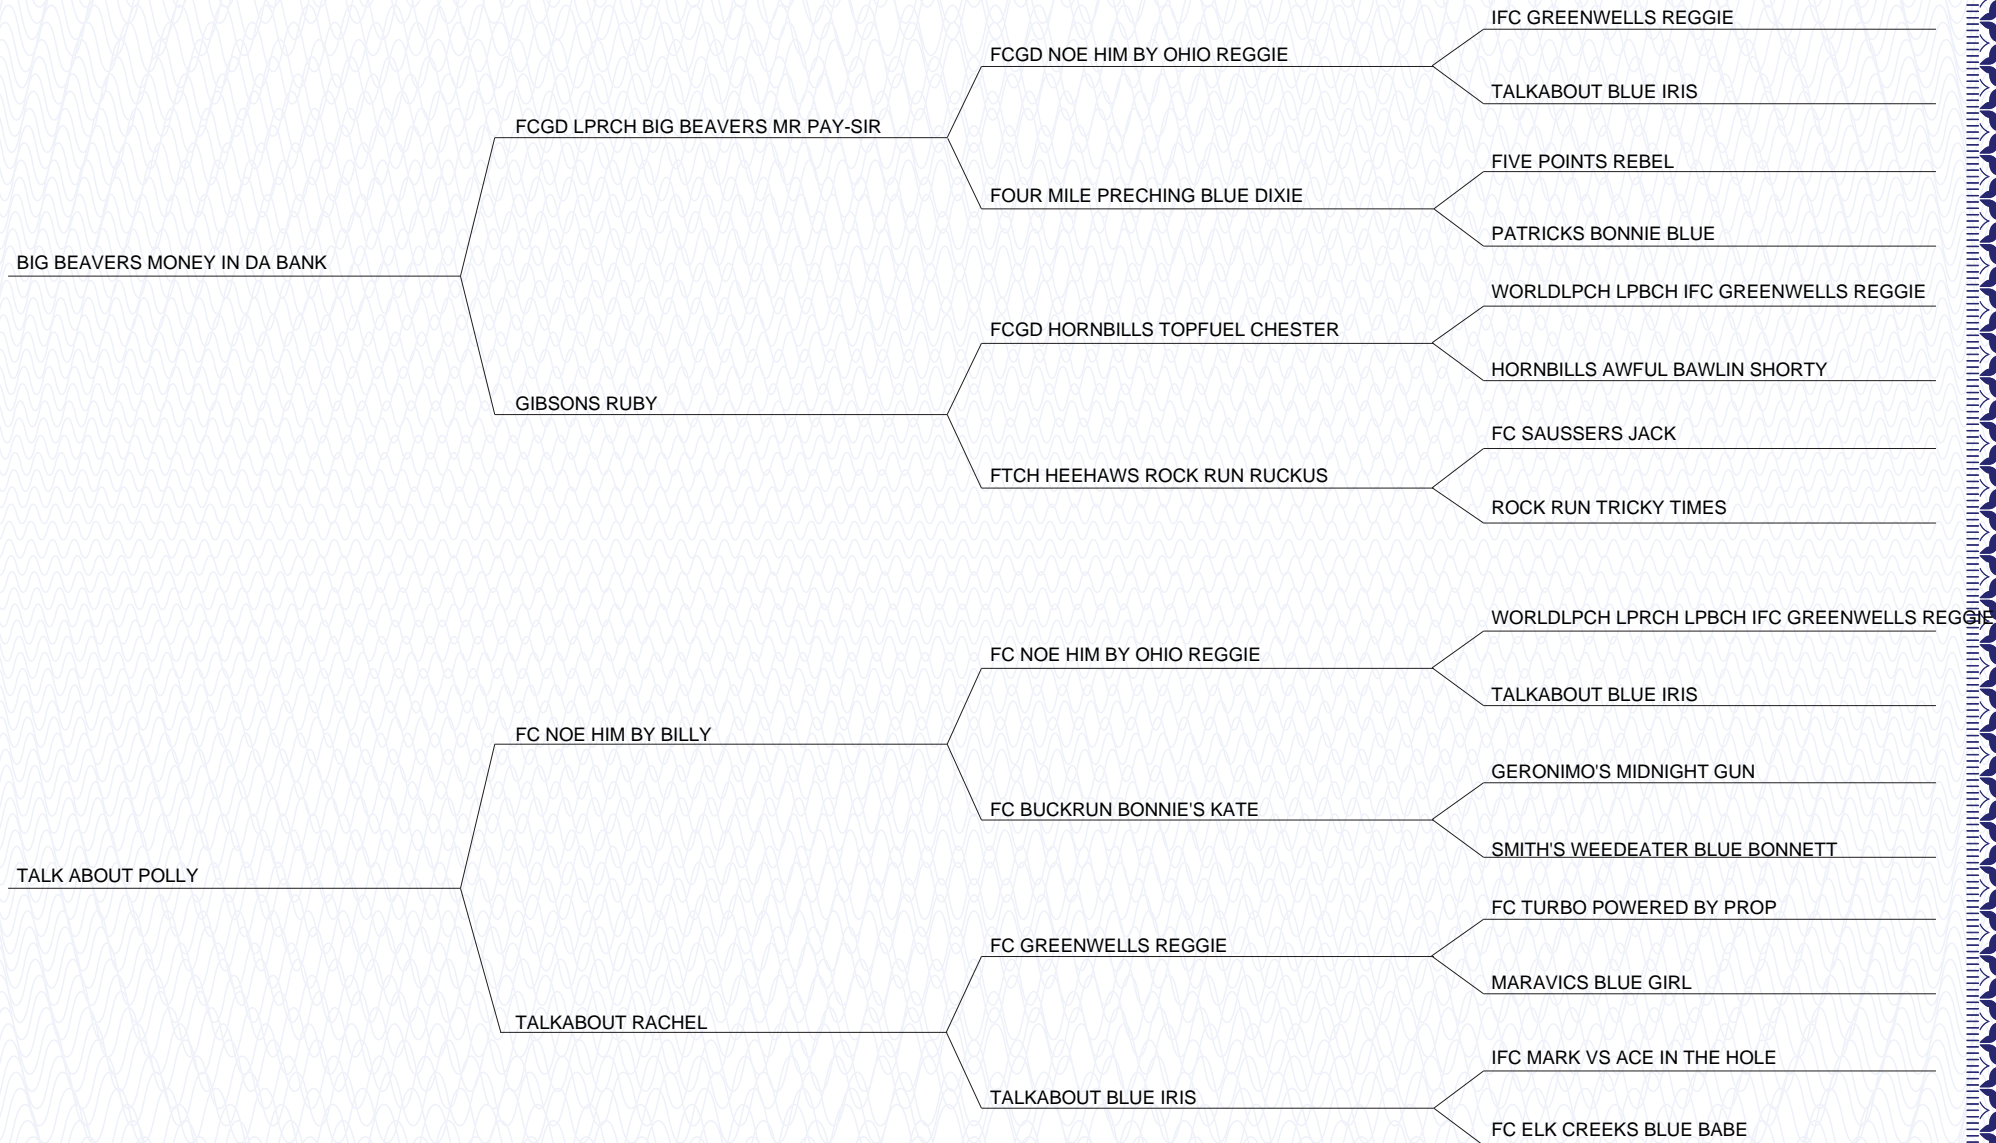 IFC GREENWELLS REGGIE
FCGD NOE HIM BY OHIO REGGIE
TALKABOUT BLUE IRIS
FCGD LPRCH BIG BEAVERS MR PAY-SIR
FIVE POINTS REBEL
FOUR MILE PRECHING BLUE DIXIE
PATRICKS BONNIE BLUE
BIG BEAVERS MONEY IN DA BANK
WORLDLPCH LPBCH IFC GREENWELLS REGGIE
FCGD HORNBILLS TOPFUEL CHESTER
HORNBILLS AWFUL BAWLIN SHORTY
GIBSONS RUBY
FC SAUSSERS JACK
FTCH HEEHAWS ROCK RUN RUCKUS
ROCK RUN TRICKY TIMES
WORLDLPCH LPRCH LPBCH IFC GREENWELLS REGGIE
FC NOE HIM BY OHIO REGGIE
TALKABOUT BLUE IRIS
FC NOE HIM BY BILLY
GERONIMO'S MIDNIGHT GUN
FC BUCKRUN BONNIE'S KATE
SMITH'S WEEDEATER BLUE BONNETT
TALK ABOUT POLLY
FC TURBO POWERED BY PROP
FC GREENWELLS REGGIE
MARAVICS BLUE GIRL
TALKABOUT RACHEL
IFC MARK VS ACE IN THE HOLE
TALKABOUT BLUE IRIS
FC ELK CREEKS BLUE BABE